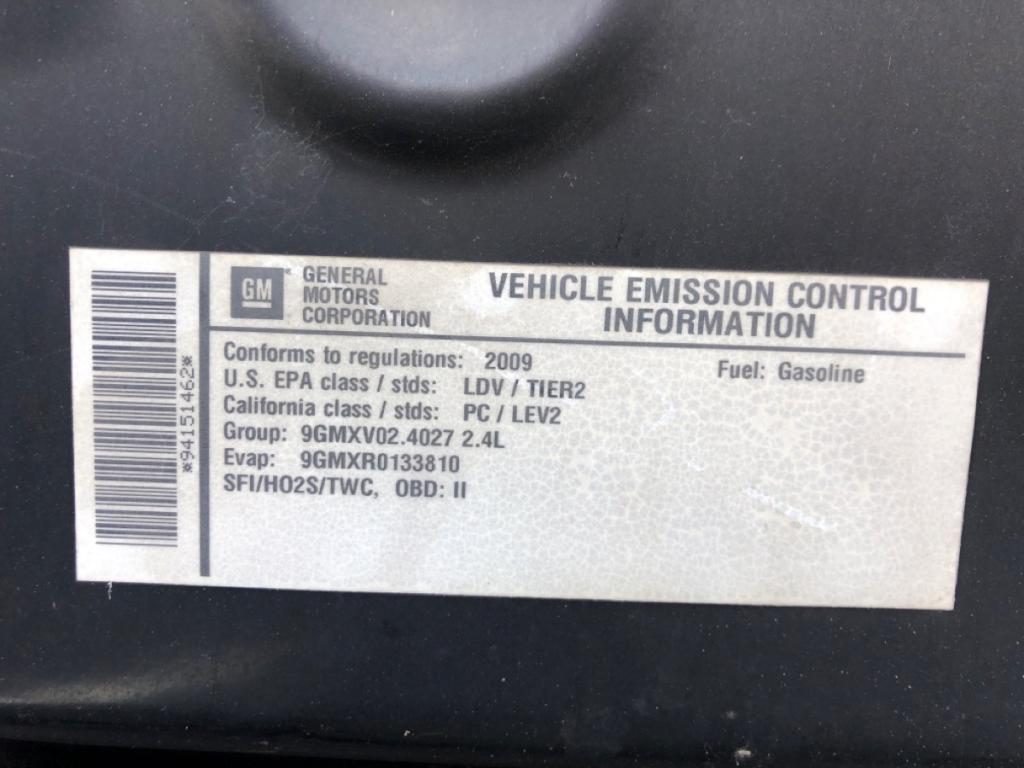 *94151462*
GM
GENERAL
MOTORS
CORPORATION
VEHICLE EMISSION CONTROL
INFORMATION
Conforms to regulations: 2009
Fuel: Gasoline
U.S. EPA class / stds: LDV / TIER2
California class / stds: PC / LEV2
Group: 9GMXV02.4027 2.4L
Evap: 9GMXR0133810
SFI/HO2S/TWC, OBD: II